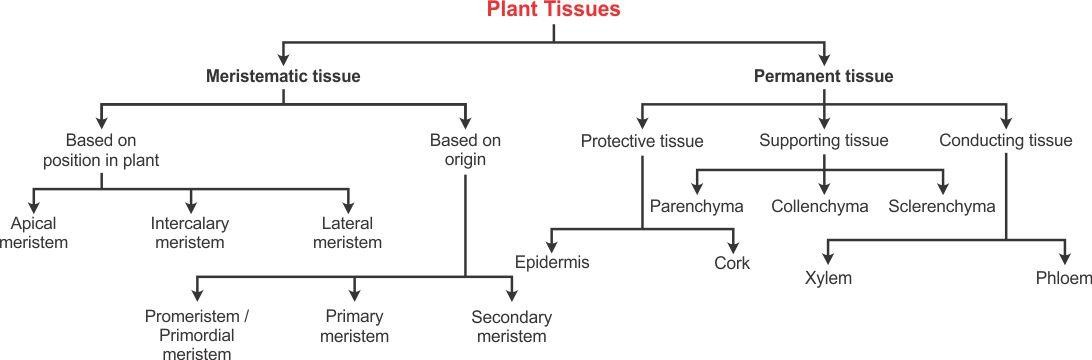 Plant Tissues
Meristematic tissue
Permanent tissue
Based on
position in plant
Based on
origin
Protective tissue
Supporting tissue
Conducting tissue
Apical
meristem
Intercalary
meristem
Lateral
meristem
Parenchyma
Collenchyma
Sclerenchyma
Epidermis
Cork
Xylem
Phloem
Promeristem /
Primordial
meristem
Primary
meristem
Secondary
meristem